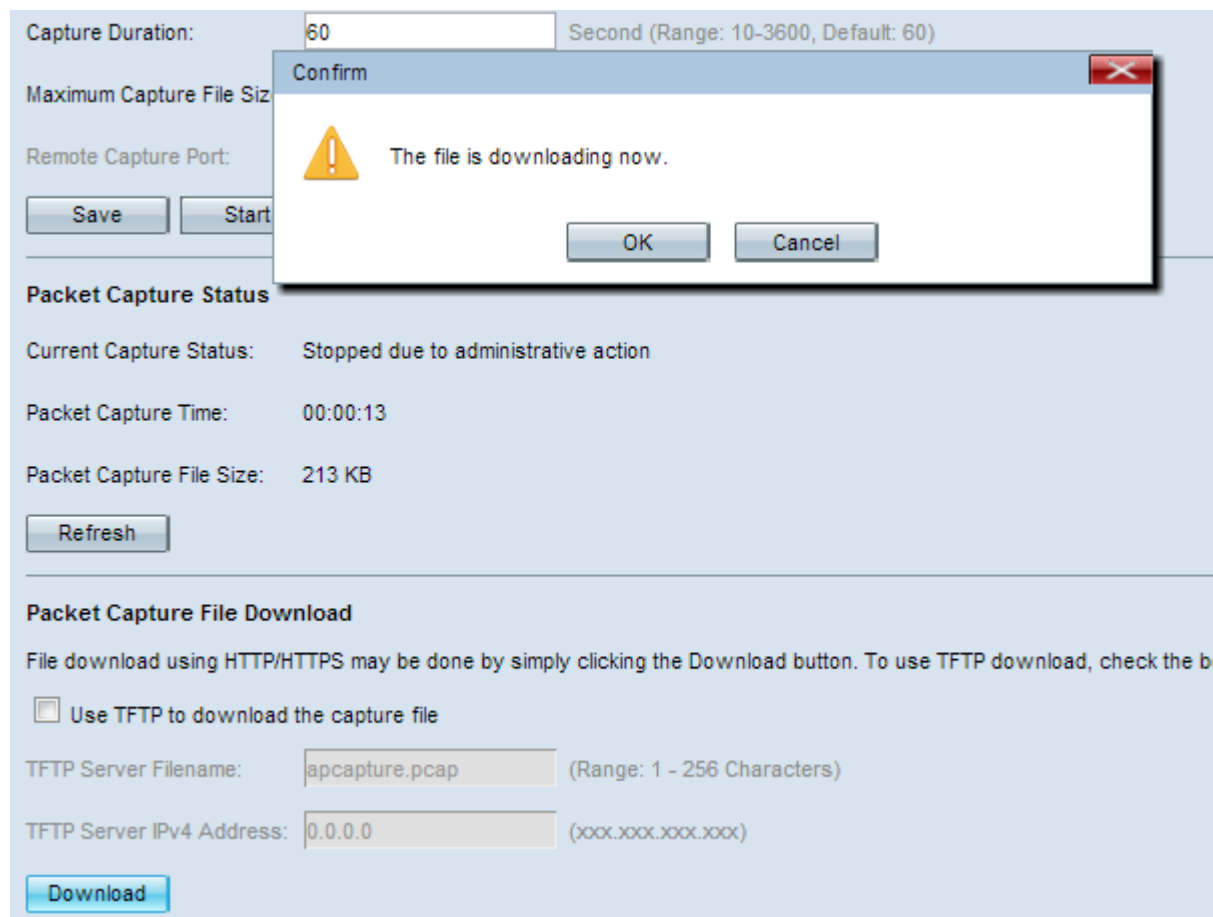 Capture Duration: 60 Second (Range: 10-3600, Default: 60)
Confirm
Maximum Capture File Siz
The file is downloading now.
Remote Capture Port:
Save Start
OK Cancel
Packet Capture Status
Current Capture Status: Stopped due to administrative action
Packet Capture Time: 00:00:13
Packet Capture File Size: 213 KB
Refresh
Packet Capture File Download
File download using HTTP/HTTPS may be done by simply clicking the Download button. To use TFTP download, check the b
Use TFTP to download the capture file
TFTP Server Filename: apcapture.pcap (Range: 1 - 256 Characters)
TFTP Server IPv4 Address: 0.0.0.0 (xxx.xxx.xxx.xxx)
Download